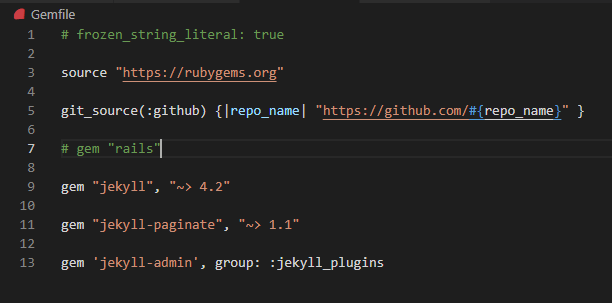 Gemfile
1 # frozen_string_literal: true
2
3 source "https://rubygems.org"
4
5 git_source(:github) {|repo_name| "https://github.com/#{repo_name}" }
6
7 # gem "rails"
8
9 gem "jekyll", "~> 4.2"
10
11 gem "jekyll-paginate", "~> 1.1"
12
13 gem 'jekyll-admin', group: :jekyll_plugins